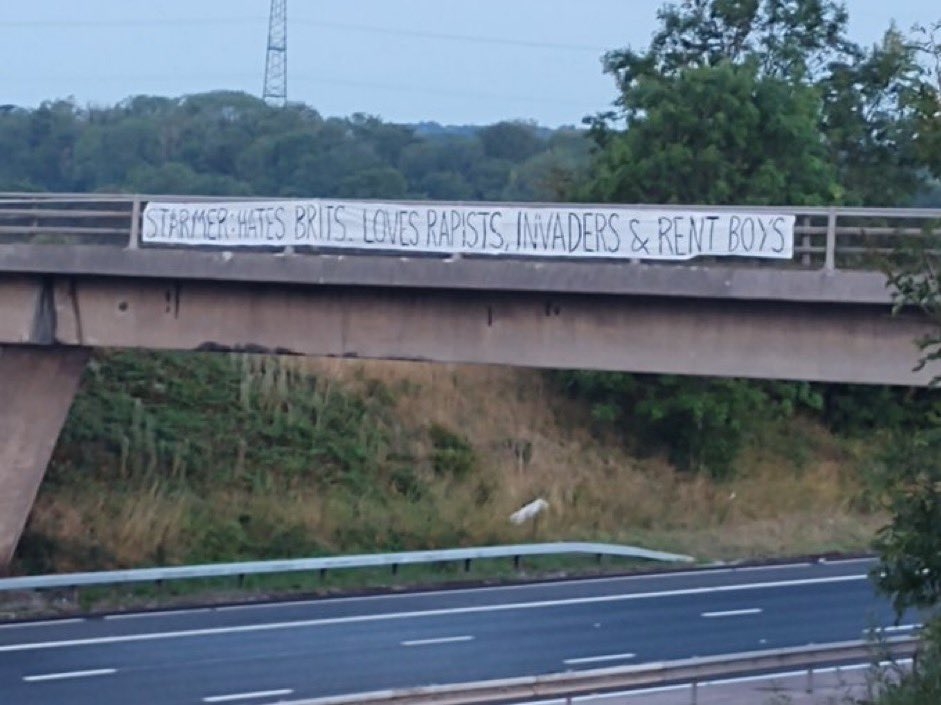 STARMER: HATES BRITS. LOVES RAPISTS, INVADERS & RENT BOYS